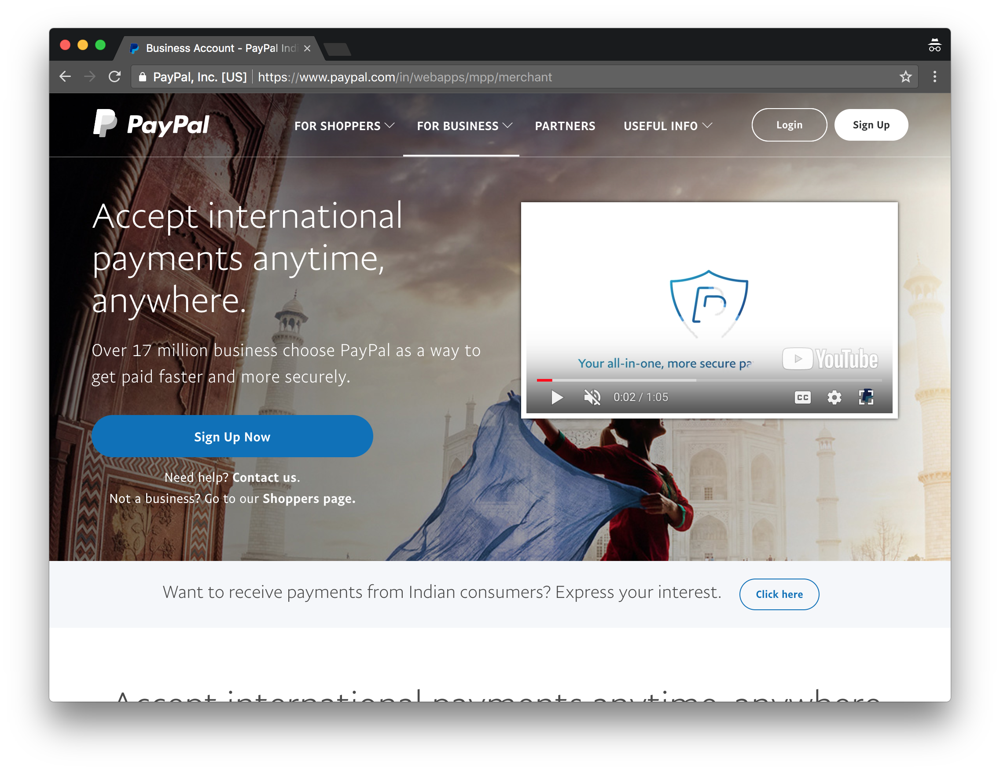 Business Account - PayPal Indi
PayPal, Inc. [US] https://www.paypal.com/in/webapps/mpp/merchant
PayPal FOR SHOPPERS FOR BUSINESS PARTNERS USEFUL INFO Login Sign Up
Accept international
payments anytime,
anywhere.
Over 17 million business choose PayPal as a way to
get paid faster and more securely.
Sign Up Now
Need help? Contact us.
Not a business? Go to our Shoppers page.
Your all-in-one, more secure pa
YouTube
0:02 / 1:05
CC
Want to receive payments from Indian consumers? Express your interest. Click here
Accept international payments anytime, anywhere